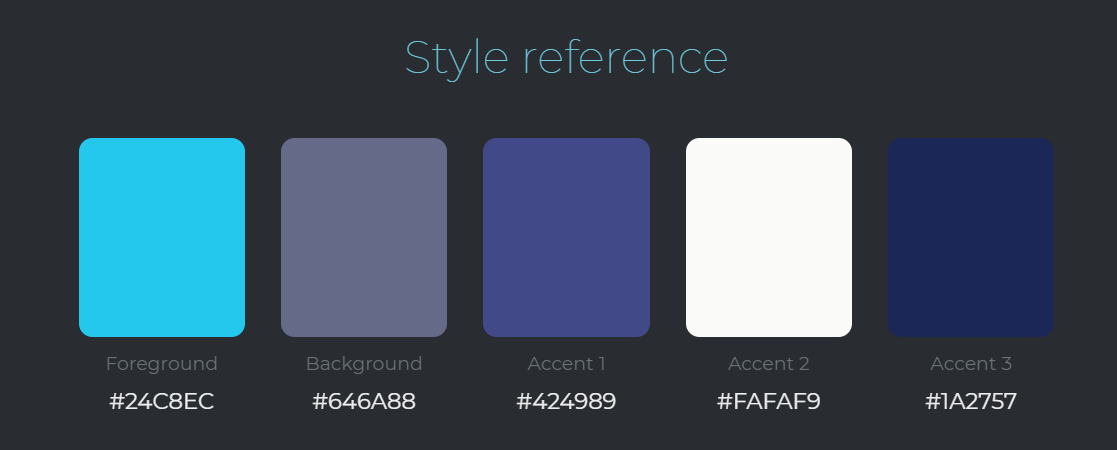 Style reference
Foreground Background Accent 1 Accent 2 Accent 3
#24C8EC #646A88 #424989 #FAFAF9 #1A2757